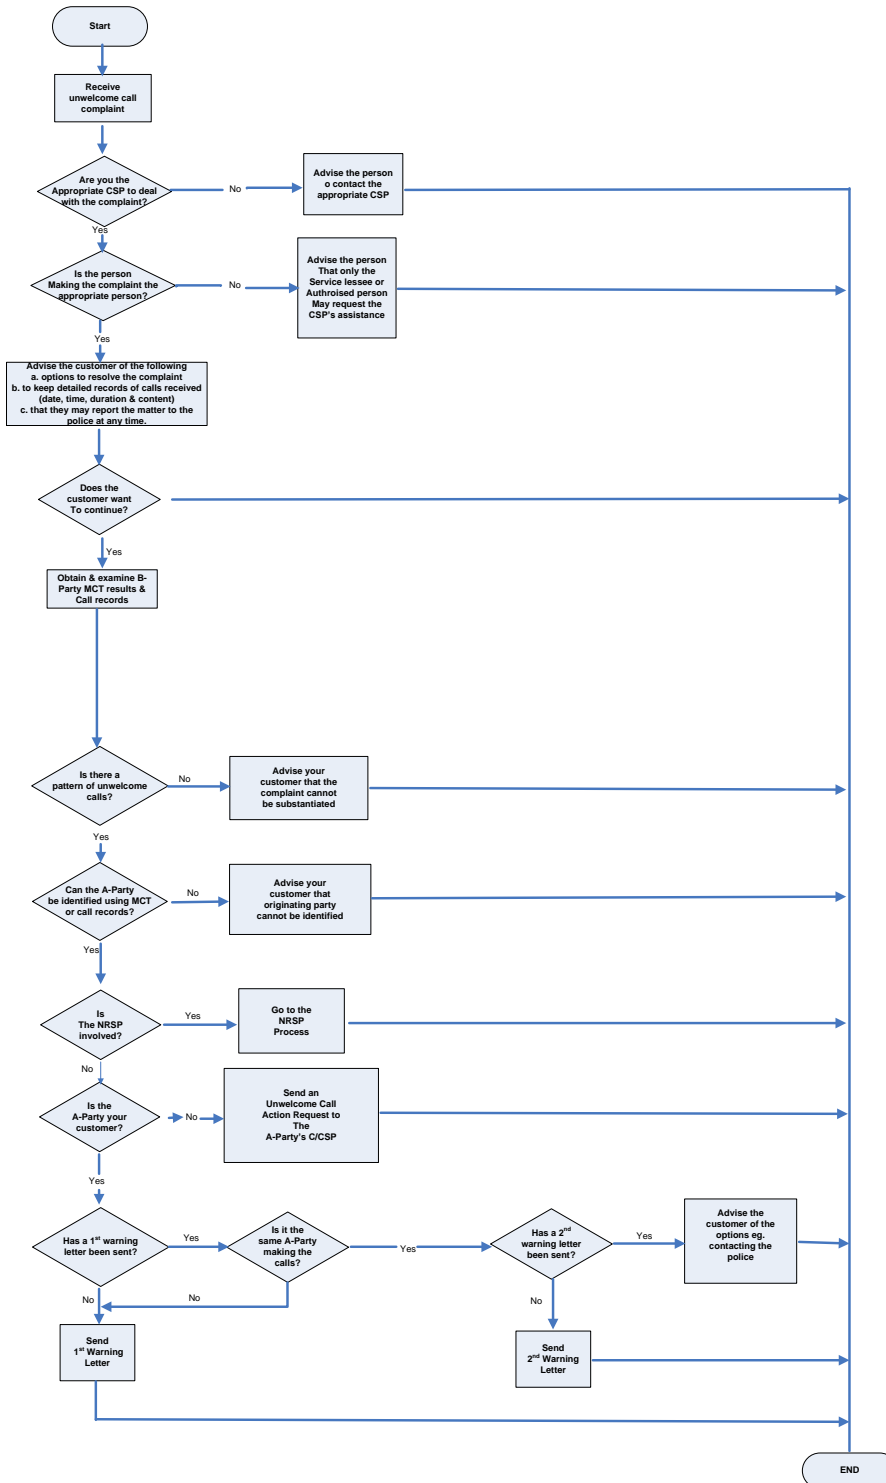 Start
Receive
unwelcome call
complaint
Are you the
Appropriate CSP to deal
with the complaint?
No
Advise the person
o contact the
appropriate CSP
Yes
Is the person
Making the complaint the
appropriate person?
No
Advise the person
That only the
Service lessee or
Authroised person
May request the
CSP's assistance
Yes
Advise the customer of the following
a. options to resolve the complaint
b. to keep detailed records of calls received
(date, time, duration & content)
c. that they may report the matter to the
police at any time.
Does the
customer want
To continue?
Yes
Obtain & examine B-
Party MCT results &
Call records
Is there a
pattern of unwelcome
calls?
No
Advise your
customer that the
complaint cannot
be substantiated
Yes
Can the A-Party
be identified using MCT
or call records?
No
Advise your
customer that
originating party
cannot be identified
Yes
Is
The NRSP
involved?
Yes
Go to the
NRSP
Process
No
Is the
A-Party your
customer?
No
Send an
Unwelcome Call
Action Request to
The
A-Party's C/CSP
Yes
Has a 1st warning
letter been sent?
Yes
Is it the
same A-Party
making the
calls?
Yes
Has a 2nd
warning letter
been sent?
Yes
Advise the
customer of the
options eg.
contacting the
police
No
No
No
Send
1st Warning
Letter
Send
2nd Warning
Letter
END